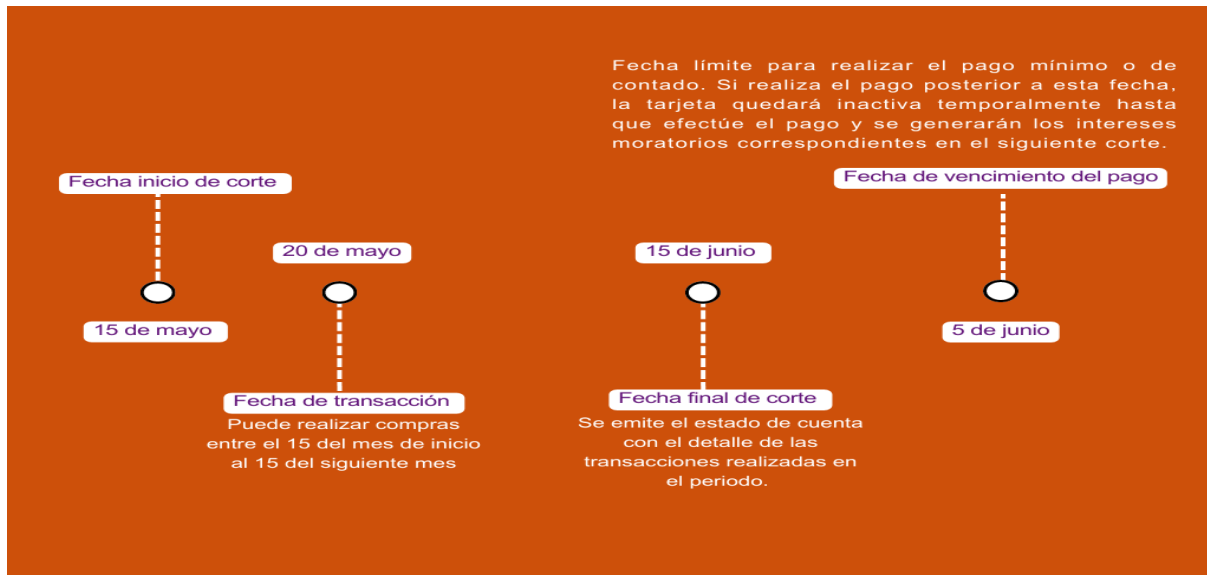 Fecha límite para realizar el pago mínimo o de
contado. Si realiza el pago posterior a esta fecha,
la tarjeta quedará inactiva temporalmente hasta
que efectúe el pago y se generarán los intereses
moratorios correspondientes en el siguiente corte.
Fecha inicio de corte
Fecha de vencimiento del pago
20 de mayo
15 de junio
15 de mayo
5 de junio
Fecha de transacción
Fecha final de corte
Puede realizar compras
entre el 15 del mes de inicio
al 15 del siguiente mes
Se emite el estado de cuenta
con el detalle de las
transacciones realizadas en
el periodo.